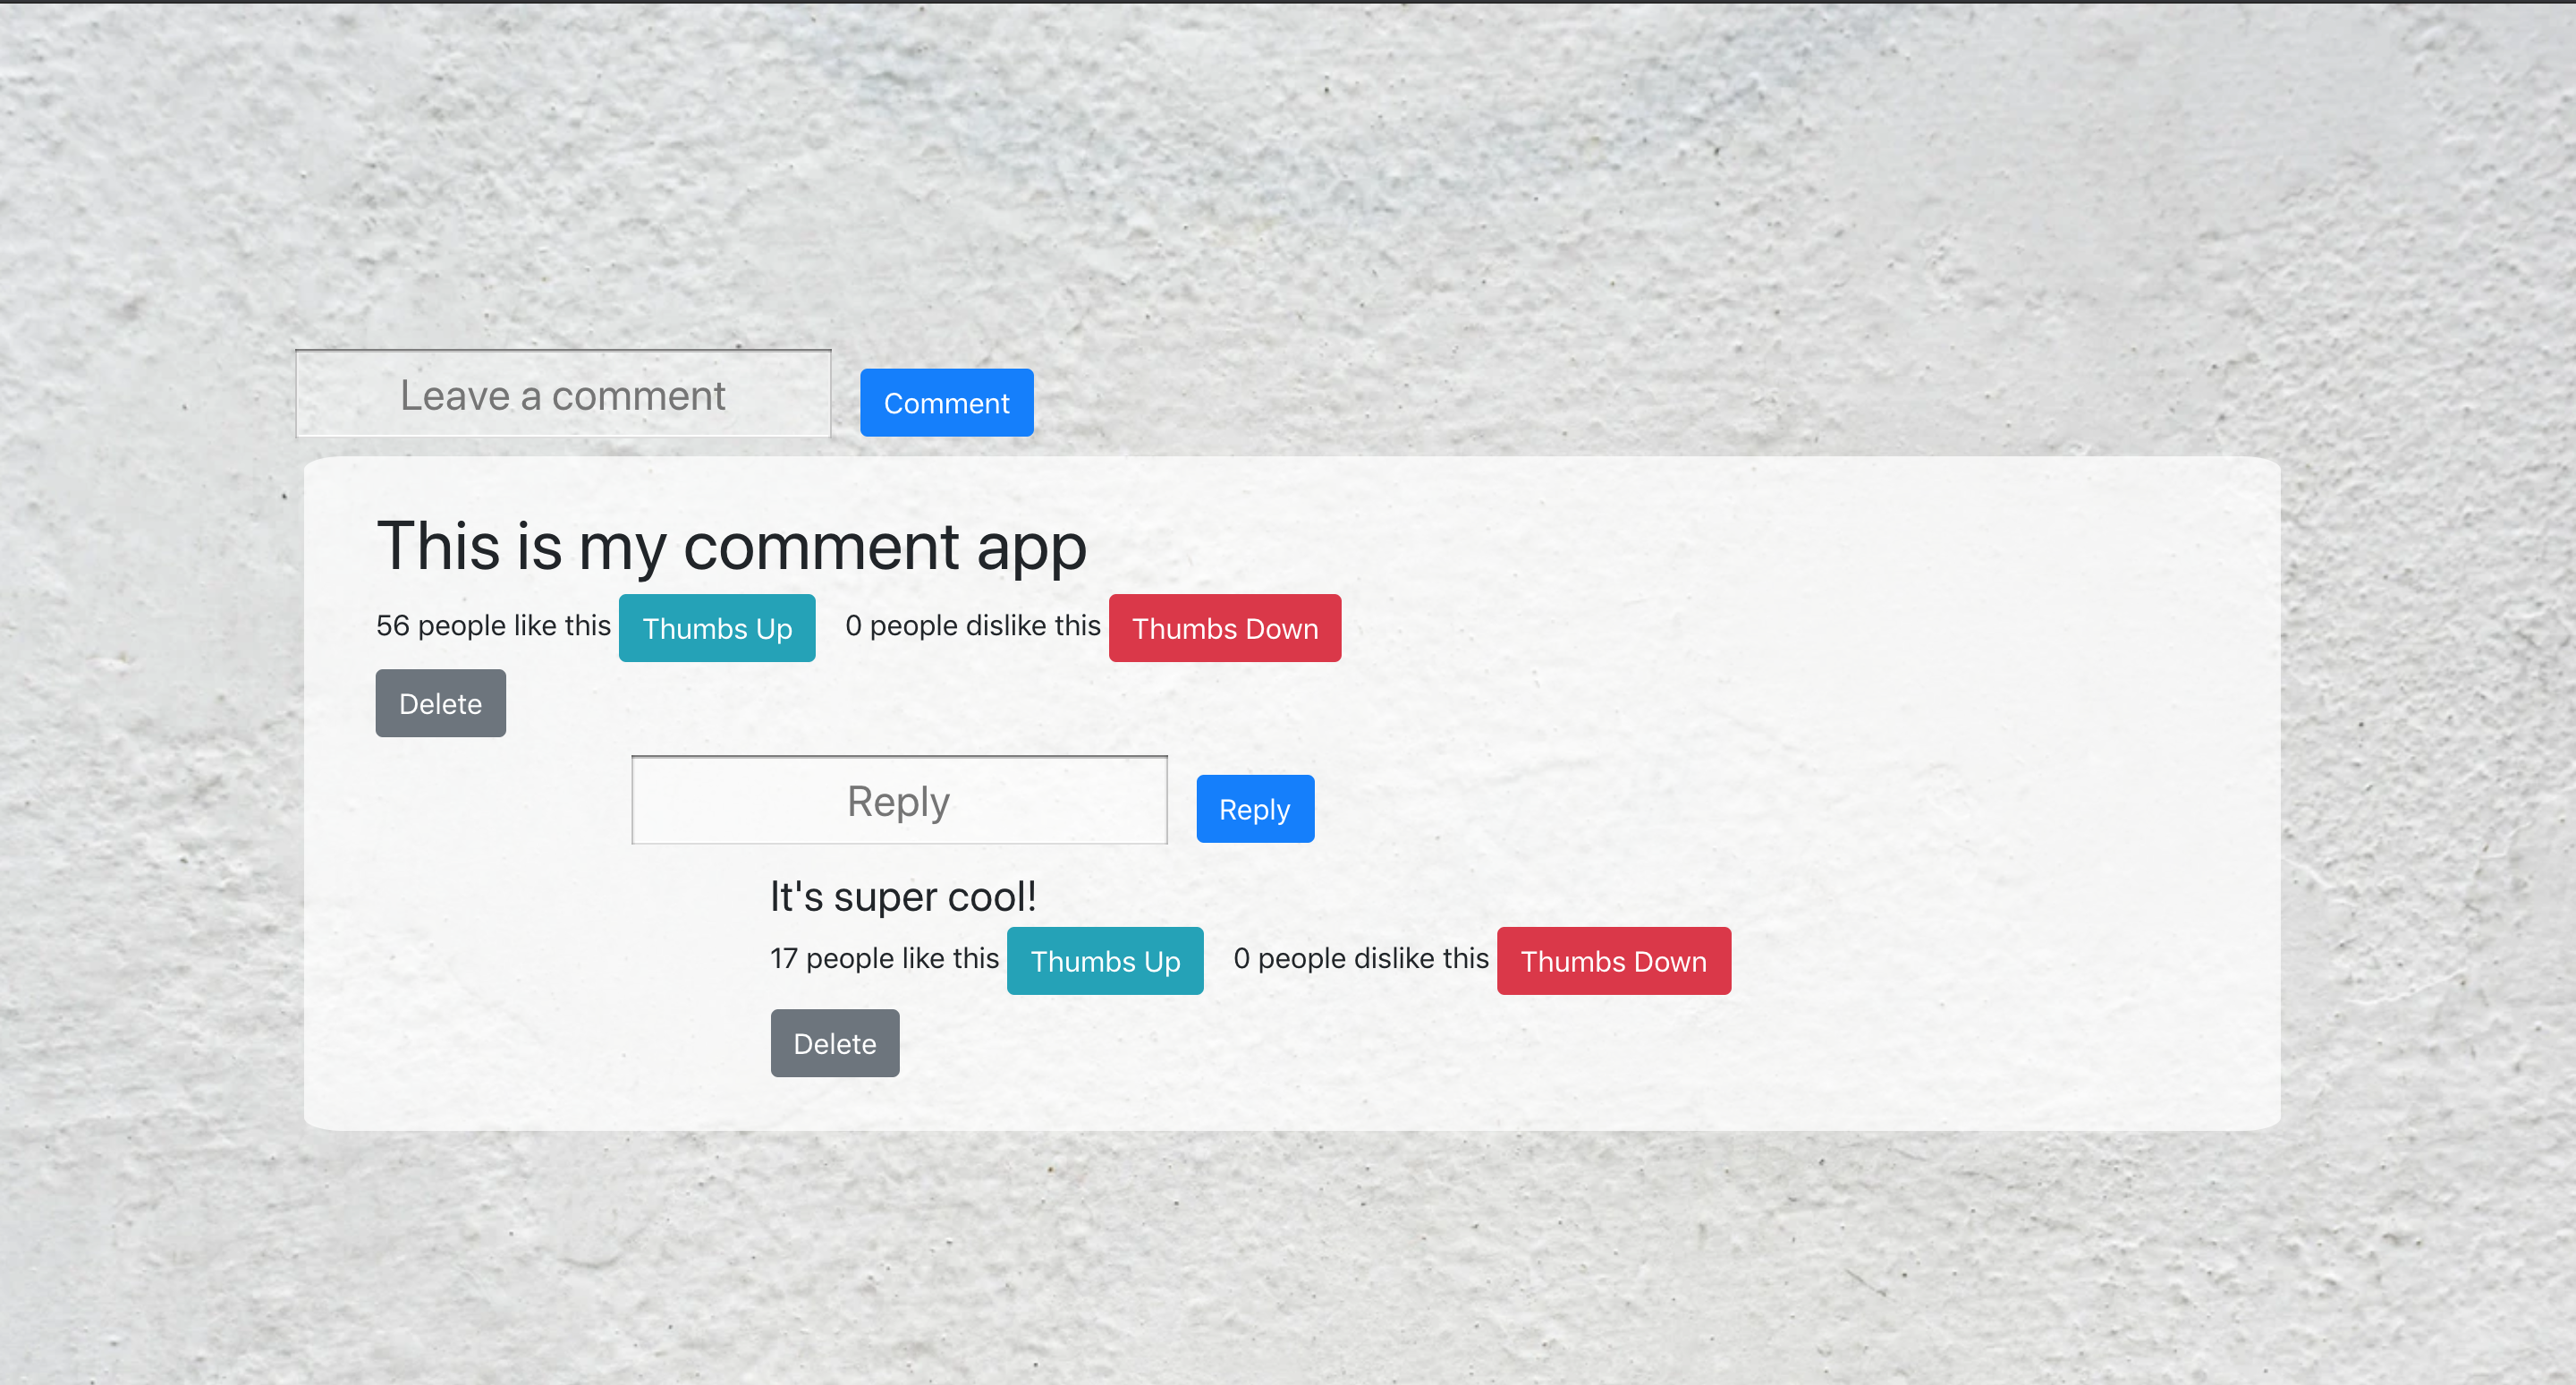 Leave a comment Comment
This is my comment app
56 people like this Thumbs Up 0 people dislike this Thumbs Down
Delete
Reply Reply
It's super cool!
17 people like this Thumbs Up 0 people dislike this Thumbs Down
Delete